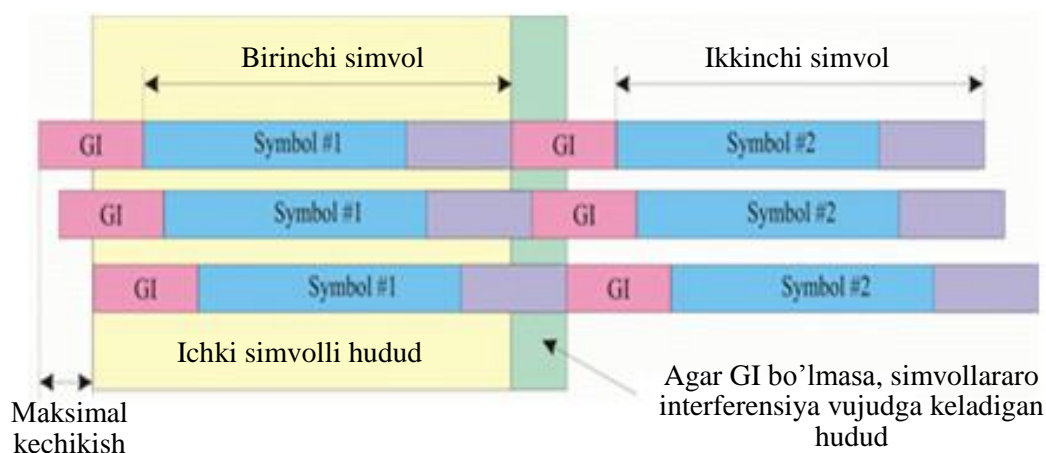 Birinchi simvol
Ikkinchi simvol
GI Symbol #1 GI Symbol #2
GI Symbol #1 GI Symbol #2
GI Symbol #1 GI Symbol #2
Ichki simvolli hudud
Maksimal
kechikish
Agar GI bo’lmasa, simvollararo
interferensiya vujudga keladigan
hudud